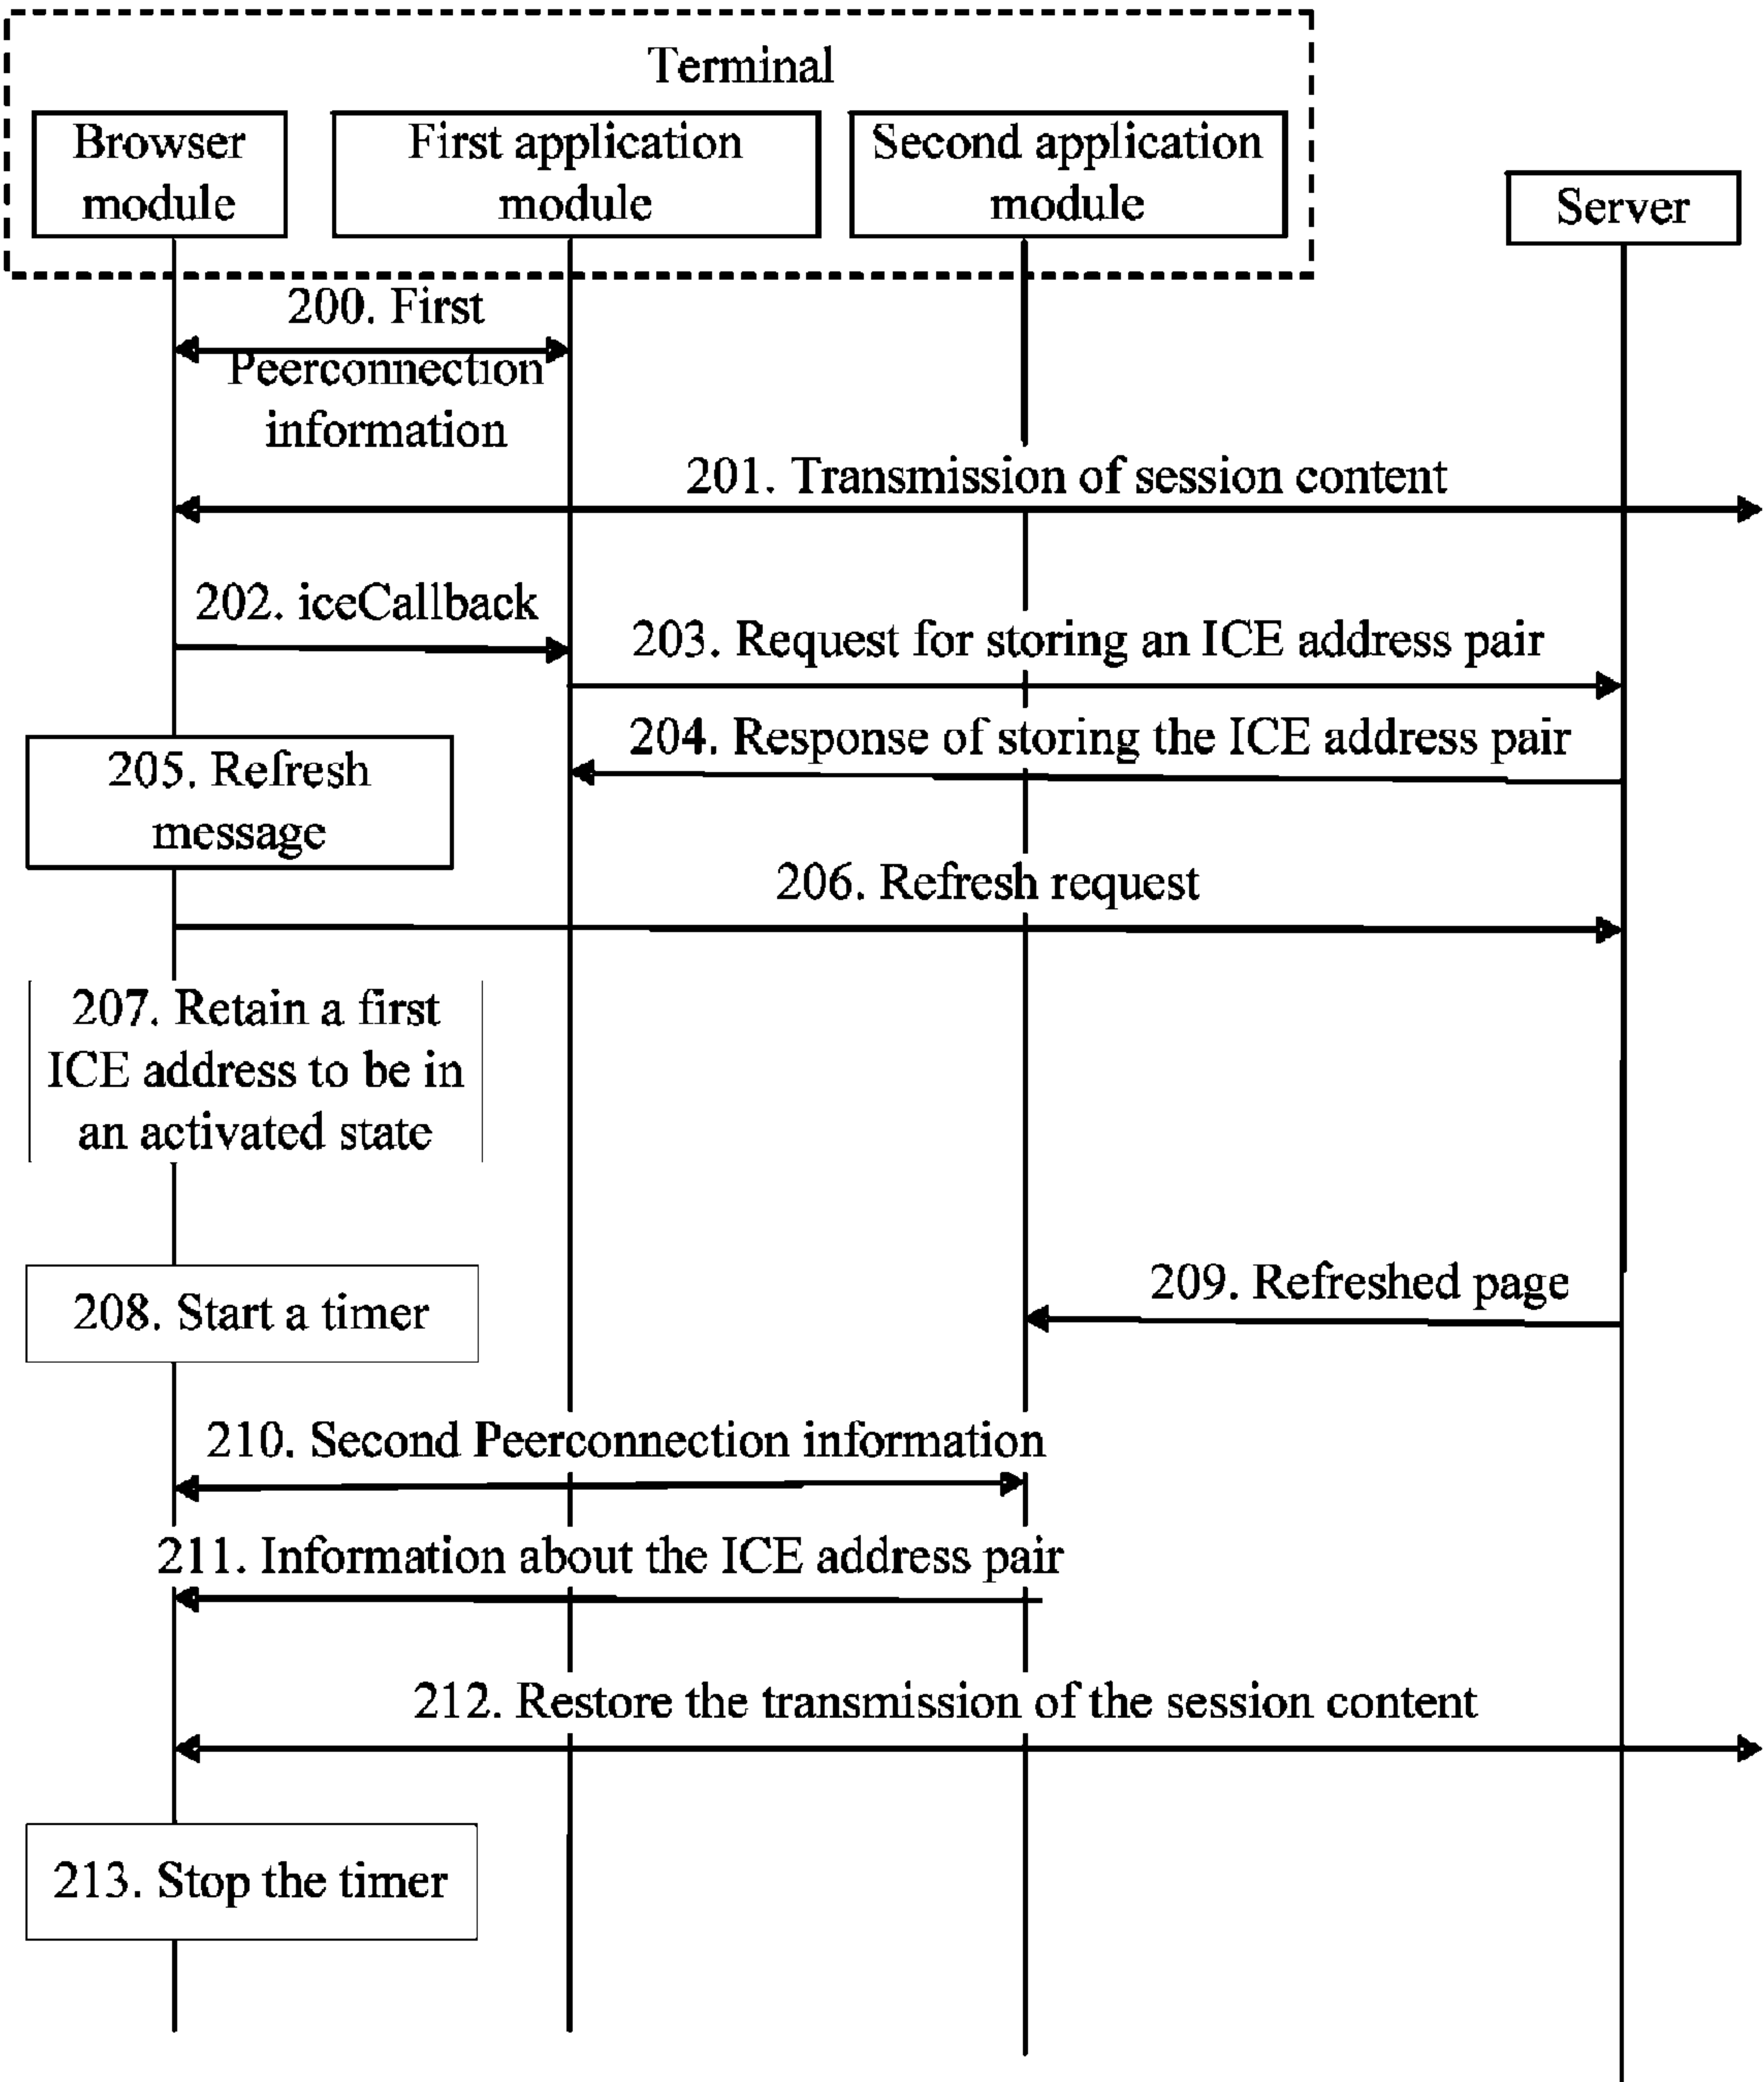 Terminal
Browser
module
First application
module
Second application
module
Server
200. First
Peerconnection
information
201. Transmission of session content
202. iceCallback
203. Request for storing an ICE address pair
204. Response of storing the ICE address pair
205. Refresh
message
206. Refresh request
207. Retain a first
ICE address to be in
an activated state
208. Start a timer
209. Refreshed page
210. Second Peerconnection information
211. Information about the ICE address pair
212. Restore the transmission of the session content
213. Stop the timer